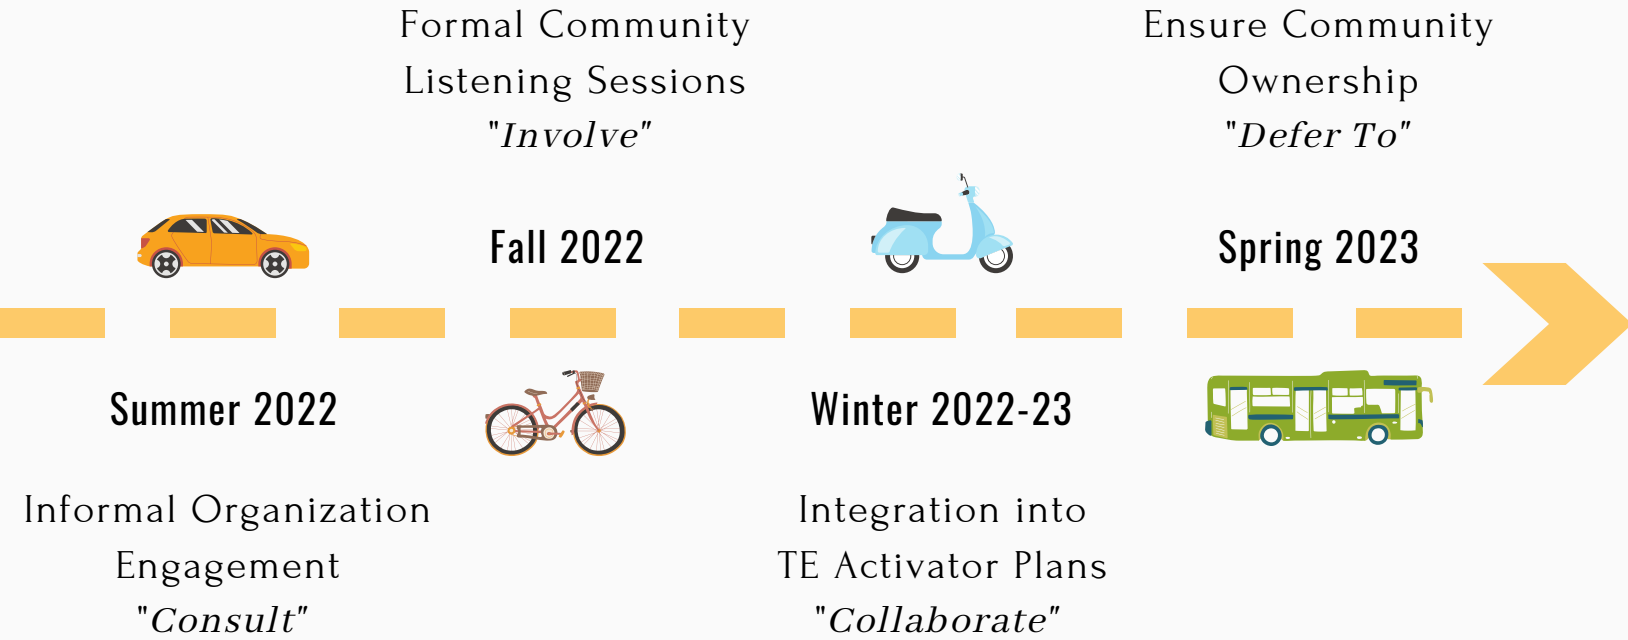 Formal Community
Listening Sessions
"Involve"
Ensure Community
Ownership
"Defer To"
Fall 2022
Spring 2023
Summer 2022
Winter 2022-23
Informal Organization
Engagement
"Consult"
Integration into
TE Activator Plans
"Collaborate"